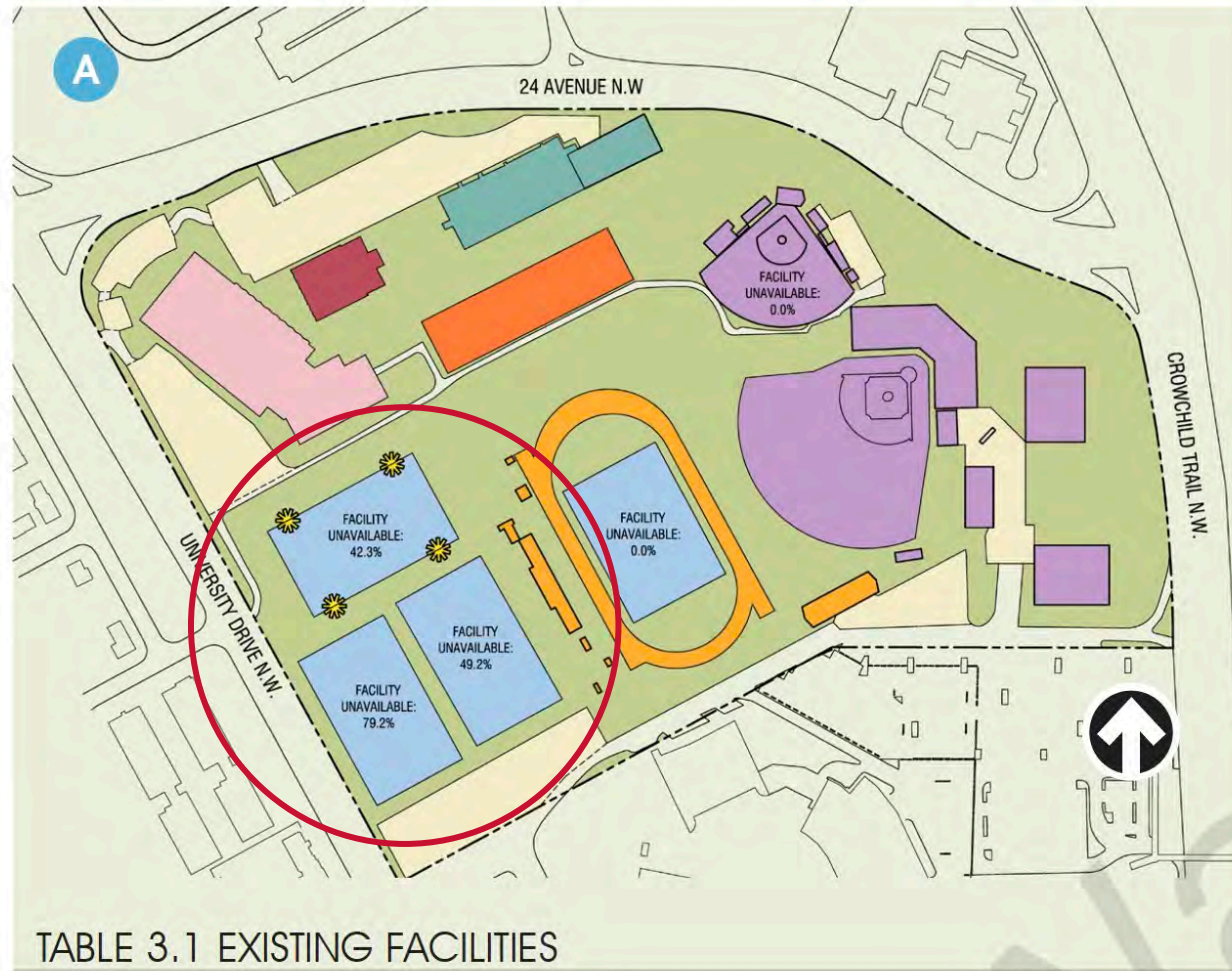 A
24 AVENUE N.W
FACILITY
UNAVAILABLE:
0.0%
CROWCHILD TRAIL N.W.
FACILITY
UNAVAILABLE:
42.3%
FACILITY
UNAVAILABLE:
0.0%
UNIVERSITY DRIVE N.W.
FACILITY
UNAVAILABLE:
49.2%
FACILITY
UNAVAILABLE:
79.2%
TABLE 3.1 EXISTING FACILITIES